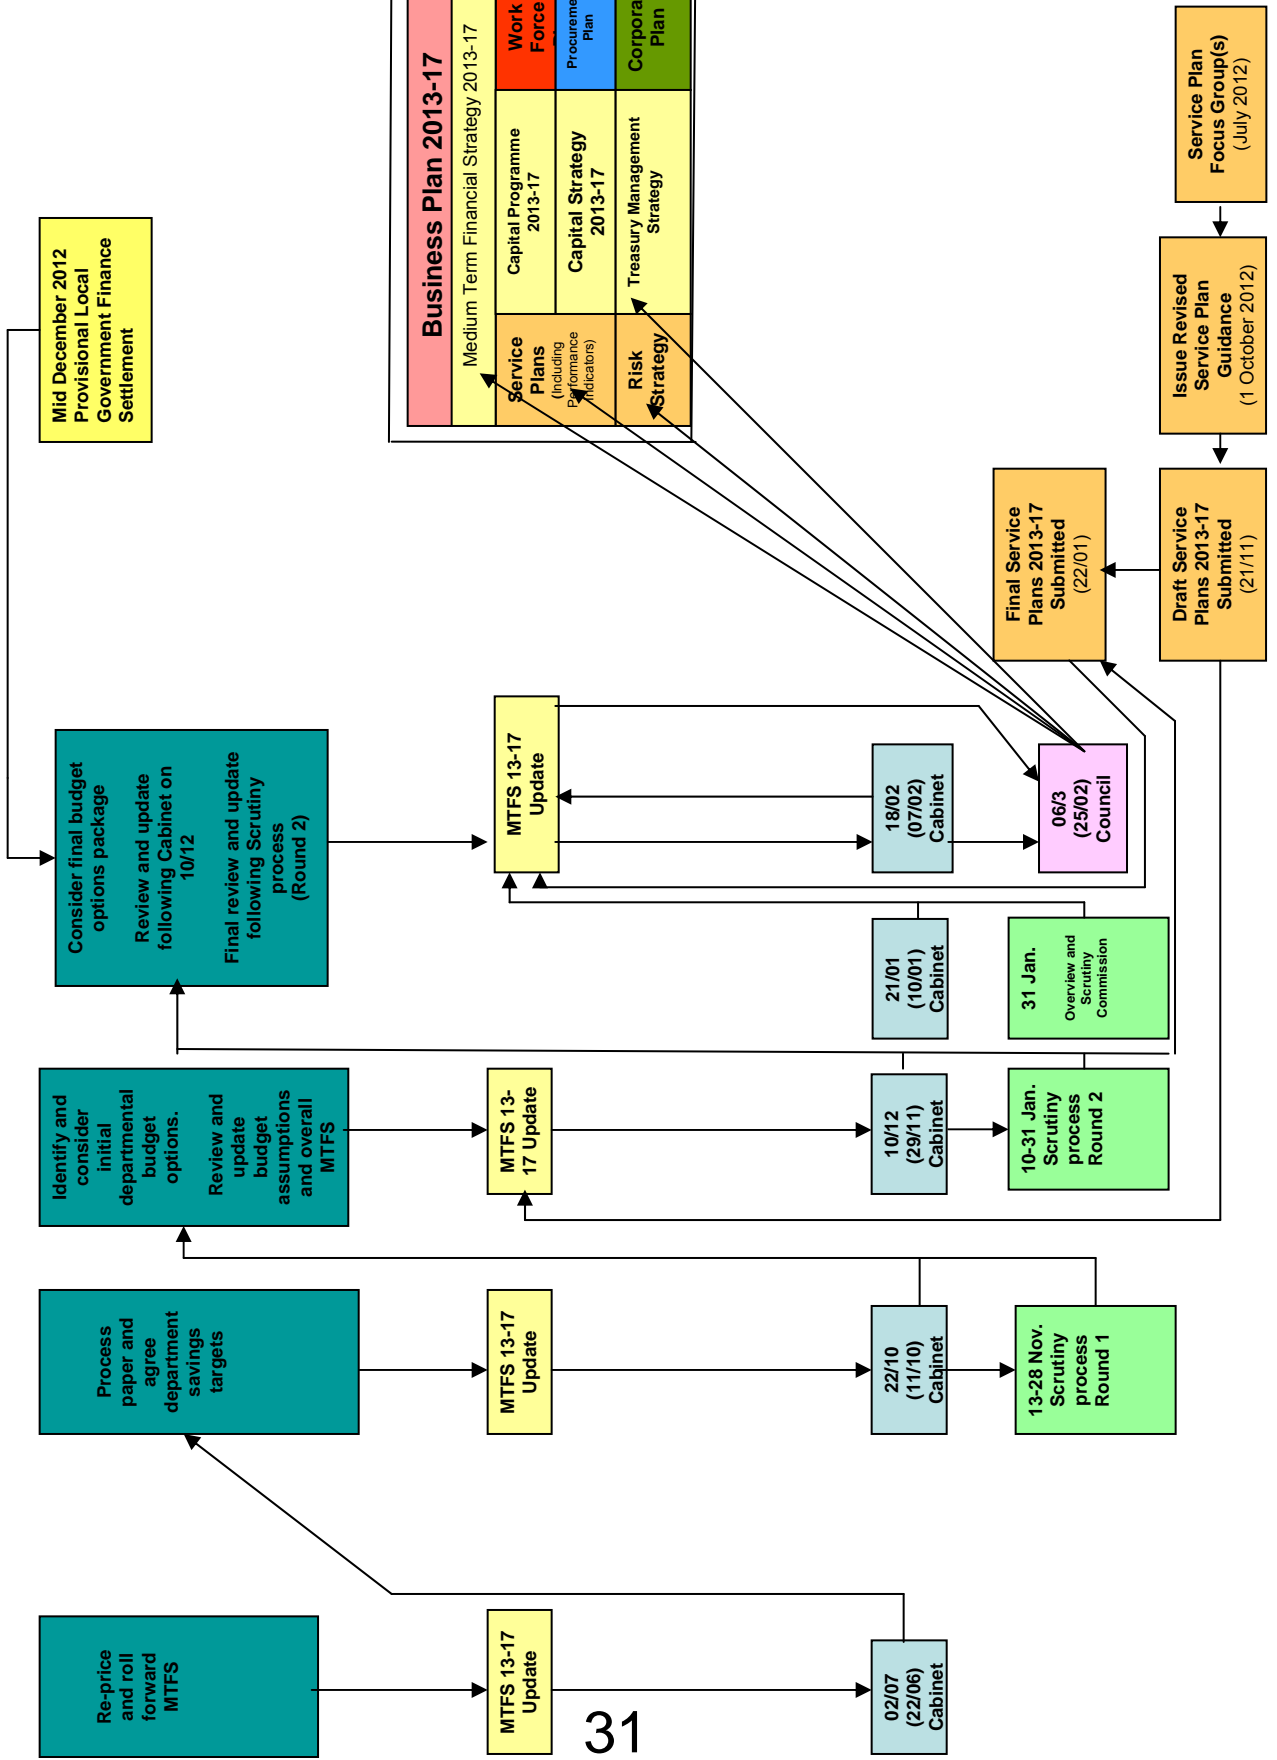 Re-price
and roll
forward
MTFS
MTFS 13-17
Update
02/07
(22/06)
Cabinet
Process
paper and
agree
department
savings
targets
MTFS 13-17
Update
22/10
(11/10)
Cabinet
13-28 Nov.
Scrutiny
process
Round 1
Identify and
consider
initial
departmental
budget
options.
Review and
update
budget
assumptions
and overall
MTFS
MTFS 13-
17 Update
10/12
(29/11)
Cabinet
10-31 Jan.
Scrutiny
process
Round 2
Consider final budget
options package
Review and update
following Cabinet on
10/12
Final review and update
following Scrutiny
process
(Round 2)
MTFS 13-17
Update
21/01
(10/01)
Cabinet
31 Jan.
Overview and
Scrutiny
Commission
18/02
(07/02)
Cabinet
06/3
(25/02)
Council
Mid December 2012
Provisional Local
Government Finance
Settlement
Business Plan 2013-17
Medium Term Financial Strategy 2013-17
Service
Plans
(Including
Performance
Indicators)
Risk
Strategy
Capital Programme
2013-17
Capital Strategy
2013-17
Treasury Management
Strategy
Work
Force
Procureme
Plan
Corpora
Plan
Final Service
Plans 2013-17
Submitted
(22/01)
Draft Service
Plans 2013-17
Submitted
(21/11)
Issue Revised
Service Plan
Guidance
(1 October 2012)
Service Plan
Focus Group(s)
(July 2012)
31